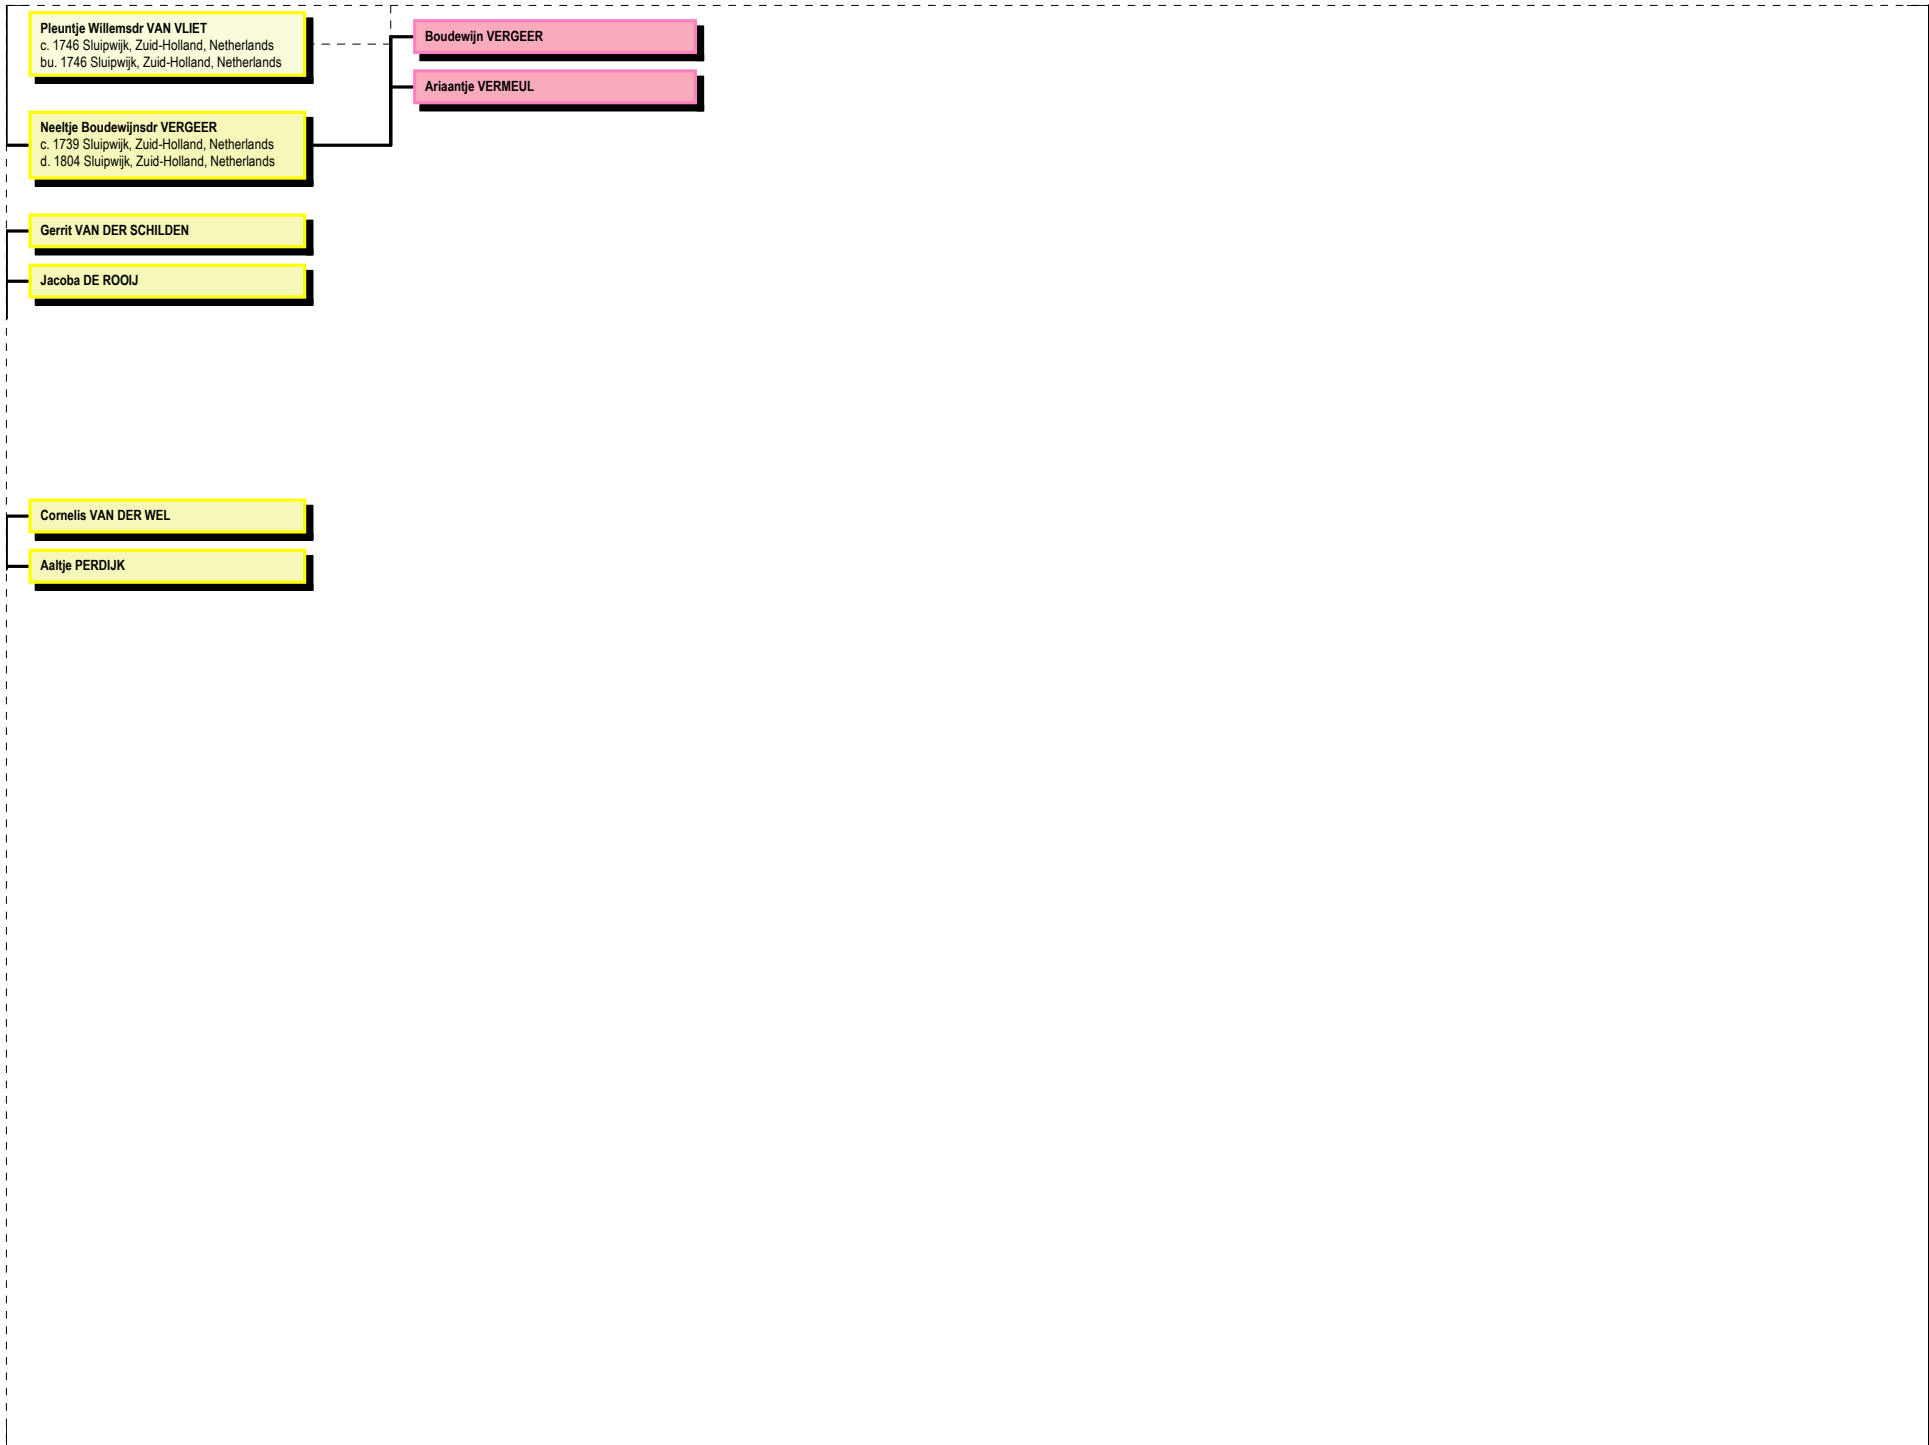 Pleuntje Willemsdr VAN VLIET
c. 1746 Sluipwijk, Zuid-Holland, Netherlands
bu. 1746 Sluipwijk, Zuid-Holland, Netherlands
Boudewijn VERGEER
Ariaantje VERMEUL
Neeltje Boudewijnsdr VERGEER
c. 1739 Sluipwijk, Zuid-Holland, Netherlands
d. 1804 Sluipwijk, Zuid-Holland, Netherlands
Gerrit VAN DER SCHILDEN
Jacoba DE ROOIJ
Cornelis VAN DER WEL
Aaltje PERDIJK